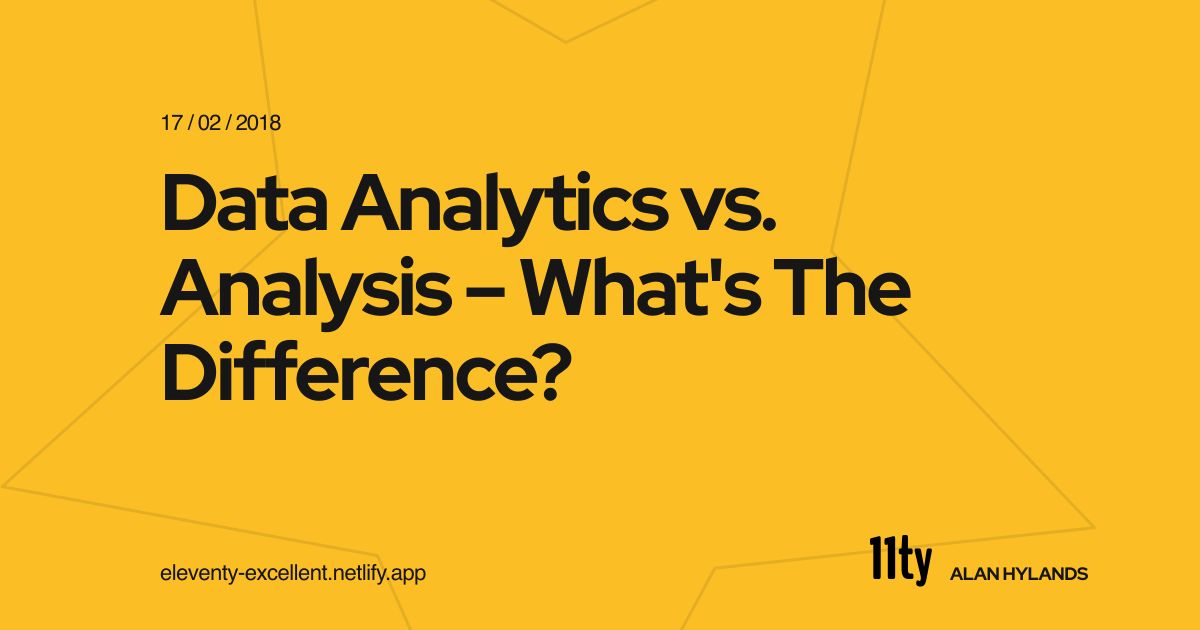 17 / 02 / 2018
Data Analytics vs.
Analysis – What's The
Difference?
eleventy-excellent.netlify.app
11ty ALAN HYLANDS